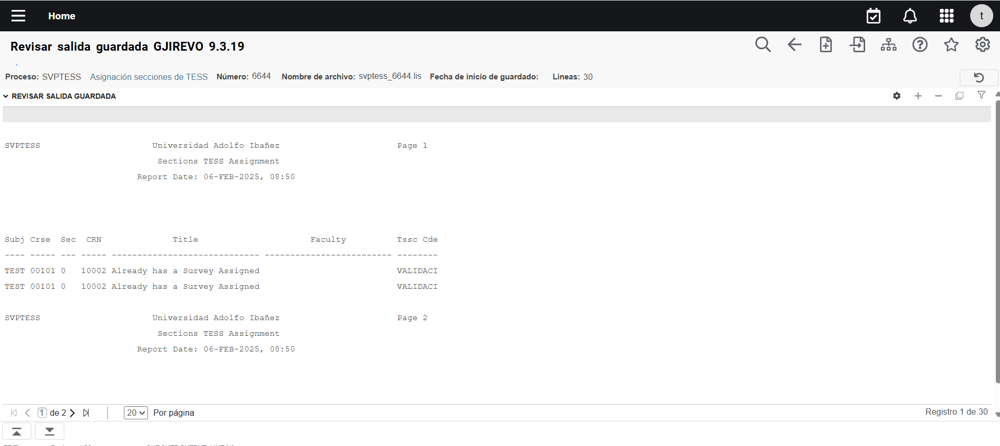 Home
t
Revisar salida guardada GJIREVO 9.3.19
Proceso: SVPTESS Asignación secciones de TESS Número: 6644 Nombre de archivo: svptess_6644.lis Fecha de inicio de guardado: Líneas: 30
REVISAR SALIDA GUARDADA
SVPTESS Universidad Adolfo Ibañez Page 1
Sections TESS Assignment
Report Date: 06-FEB-2025, 08:50
Subj Crse Sec CRN Title Faculty Tssc Cde
---- ----- --- ----- ----------------------------- ------------------------- --------
TEST 00101 0 10002 Already has a Survey Assigned VALIDACI
TEST 00101 0 10002 Already has a Survey Assigned VALIDACI
SVPTESS Universidad Adolfo Ibañez Page 2
Sections TESS Assignment
Report Date: 06-FEB-2025, 08:50
1 de 2 20 Por página Registro 1 de 30